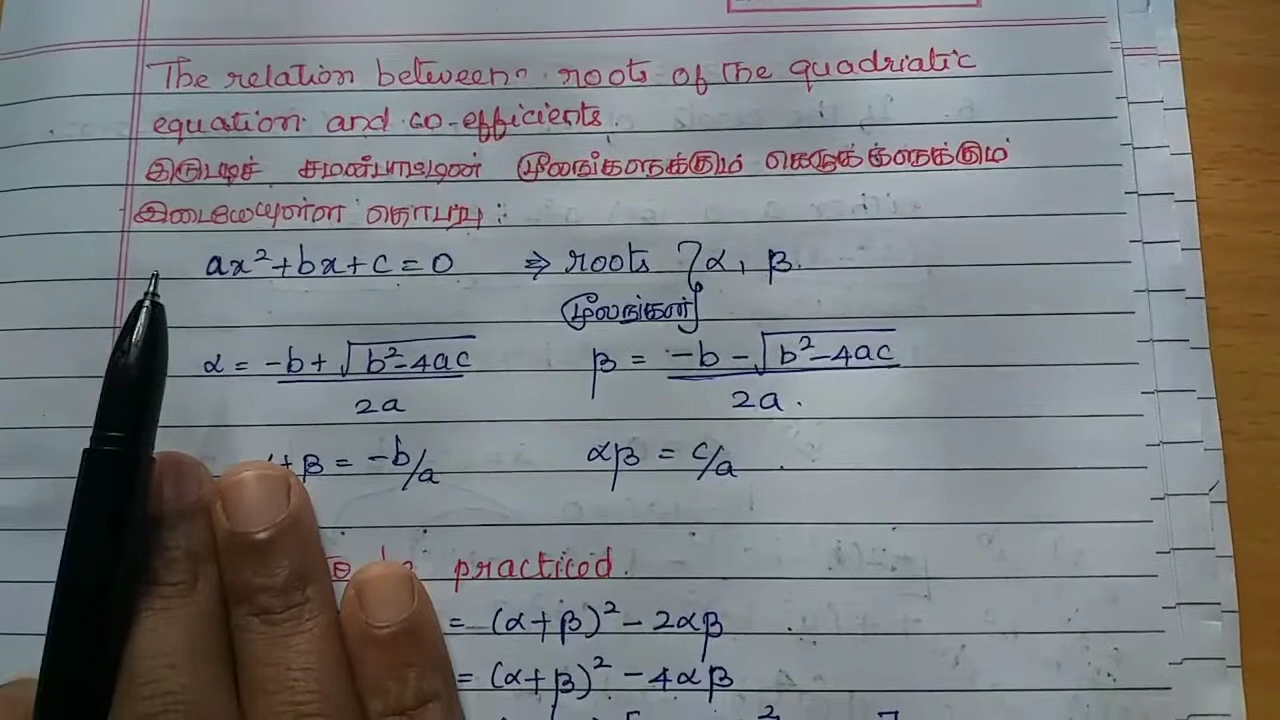 The relation between roots of the quadriatic
equation and co-efficients.
இருபடிச் சமன்பாட்டின் மூலங்களுக்கும் கெழுக்களுக்கும்
இடையேயுள்ள தொடர்பு :
ax²+bx+c=0 ⇒ roots } α, β.
மூலங்கள்
α = -b+√b²-4ac / 2a β = -b-√b²-4ac / 2a.
+β = -b/a αβ = c/a.
practiced.
= (α+β)² - 2αβ
= (α+β)² - 4αβ